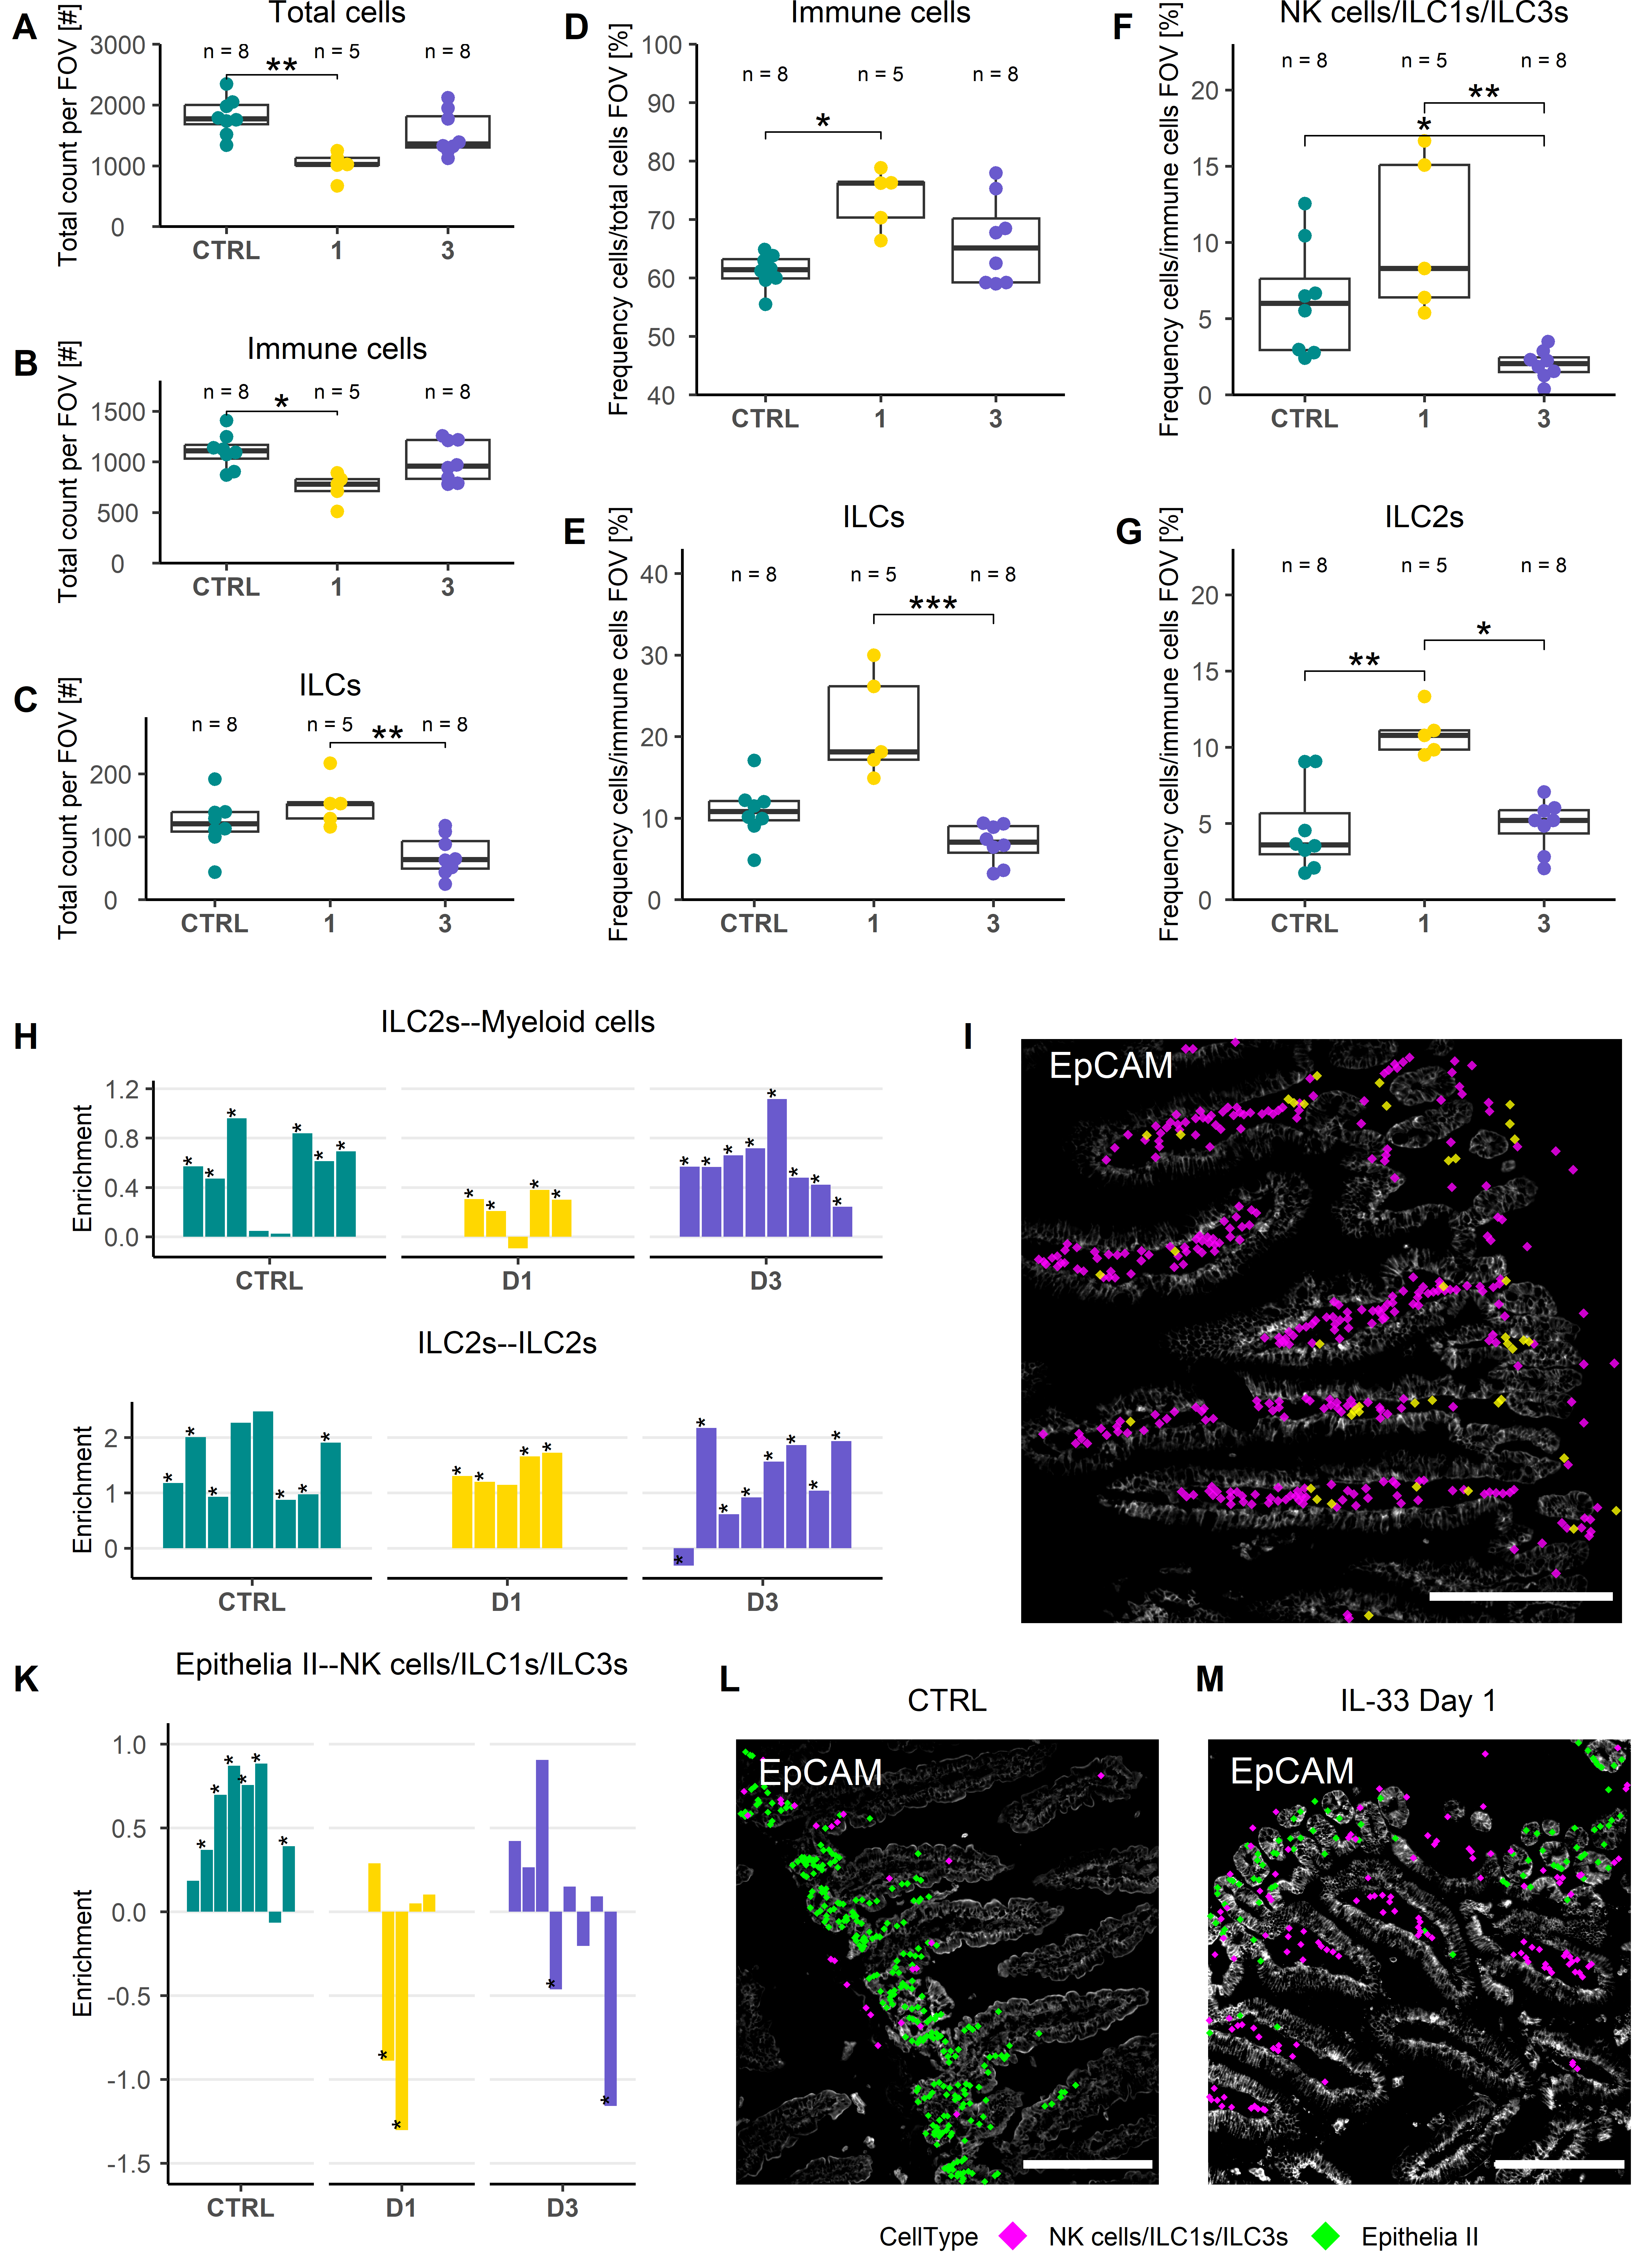 A
Total cells
Total count per FOV [#]
3000
2000
1000
0
n = 8
n = 5
n = 8
**
CTRL
1
3
B
Immune cells
Total count per FOV [#]
1500
1000
500
0
n = 8
n = 5
n = 8
*
CTRL
1
3
C
ILCs
Total count per FOV [#]
200
100
0
n = 8
n = 5
n = 8
**
CTRL
1
3
D
Immune cells
Frequency cells/total cells FOV [%]
100
90
80
70
60
50
40
n = 8
n = 5
n = 8
*
CTRL
1
3
E
ILCs
Frequency cells/immune cells FOV [%]
40
30
20
10
0
n = 8
n = 5
n = 8
***
CTRL
1
3
F
NK cells/ILC1s/ILC3s
Frequency cells/immune cells FOV [%]
20
15
10
5
0
n = 8
n = 5
n = 8
**
*
CTRL
1
3
G
ILC2s
Frequency cells/immune cells FOV [%]
20
15
10
5
0
n = 8
n = 5
n = 8
**
*
CTRL
1
3
H
ILC2s--Myeloid cells
Enrichment
1.2
0.8
0.4
0.0
* * * * * *
* * * *
* * * * * * * *
CTRL
D1
D3
ILC2s--ILC2s
Enrichment
2
1
0
* * * * * *
* * * *
* * * * * * * *
CTRL
D1
D3
I
EpCAM
K
Epithelia II--NK cells/ILC1s/ILC3s
Enrichment
1.0
0.5
0.0
-0.5
-1.0
-1.5
* * * * * *
* *
* *
CTRL
D1
D3
L
CTRL
EpCAM
M
IL-33 Day 1
EpCAM
CellType NK cells/ILC1s/ILC3s Epithelia II